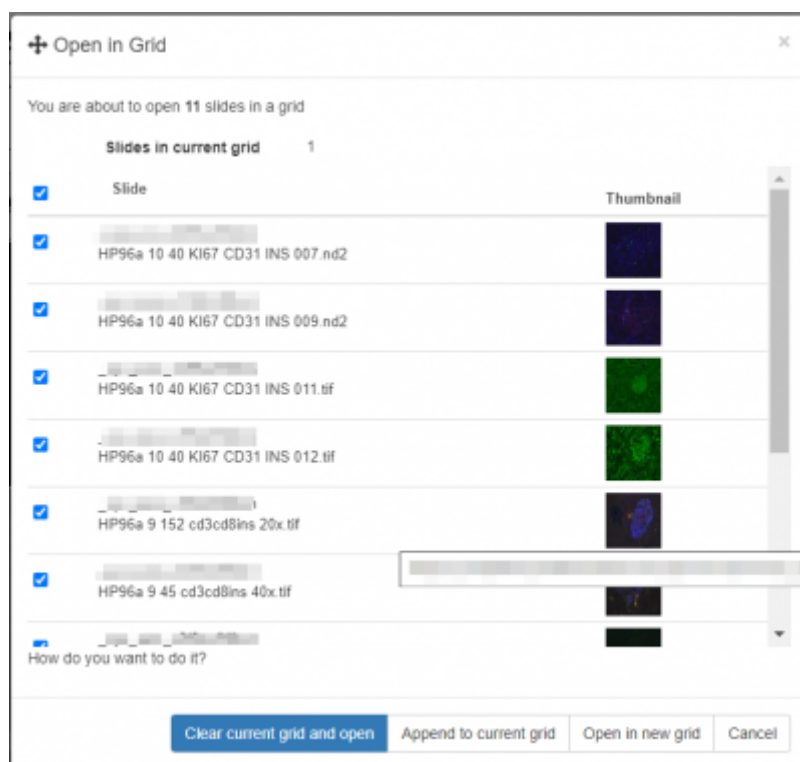 Open in Grid
×
You are about to open 11 slides in a grid
Slides in current grid 1
Slide Thumbnail
HP96a 10 40 KI67 CD31 INS 007.nd2
HP96a 10 40 KI67 CD31 INS 009.nd2
HP96a 10 40 KI67 CD31 INS 011.tif
HP96a 10 40 KI67 CD31 INS 012.tif
HP96a 9 152 cd3cd8ins 20x.tif
HP96a 9 45 cd3cd8ins 40x.tif
How do you want to do it?
Clear current grid and open Append to current grid Open in new grid Cancel